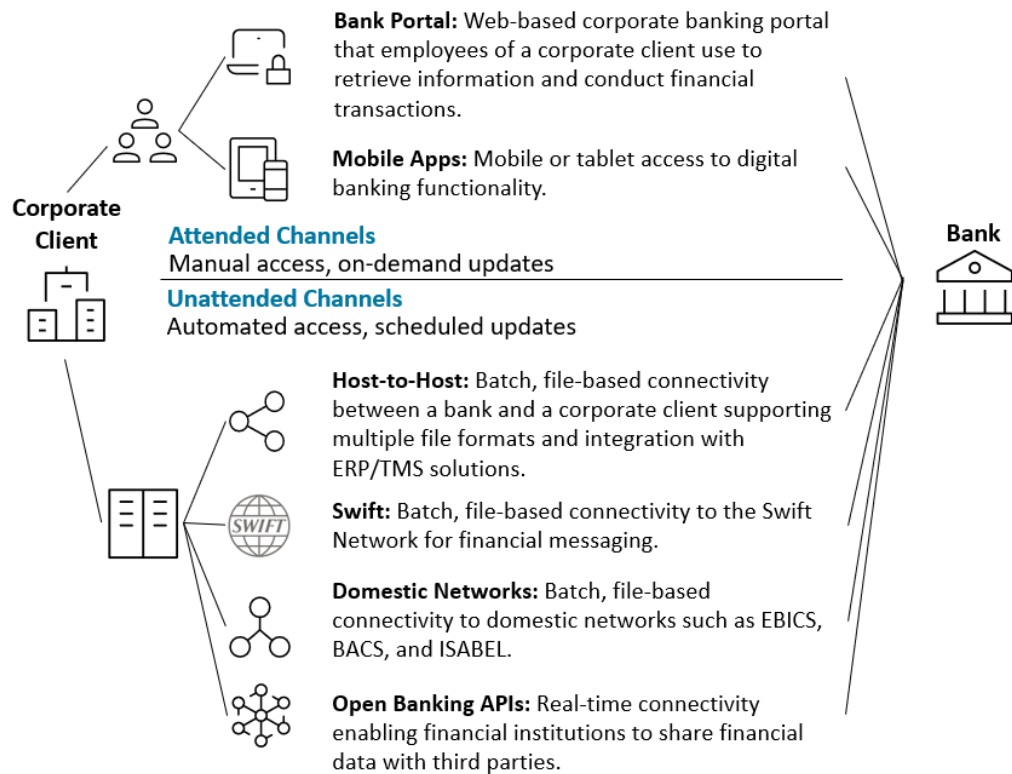 Bank Portal: Web-based corporate banking portal
that employees of a corporate client use to
retrieve information and conduct financial
transactions.
Mobile Apps: Mobile or tablet access to digital
banking functionality.
Corporate
Client
Attended Channels
Manual access, on-demand updates
Bank
Unattended Channels
Automated access, scheduled updates
Host-to-Host: Batch, file-based connectivity
between a bank and a corporate client supporting
multiple file formats and integration with
ERP/TMS solutions.
SWIFT
Swift: Batch, file-based connectivity to the Swift
Network for financial messaging.
Domestic Networks: Batch, file-based
connectivity to domestic networks such as EBICS,
BACS, and ISABEL.
Open Banking APIs: Real-time connectivity
enabling financial institutions to share financial
data with third parties.